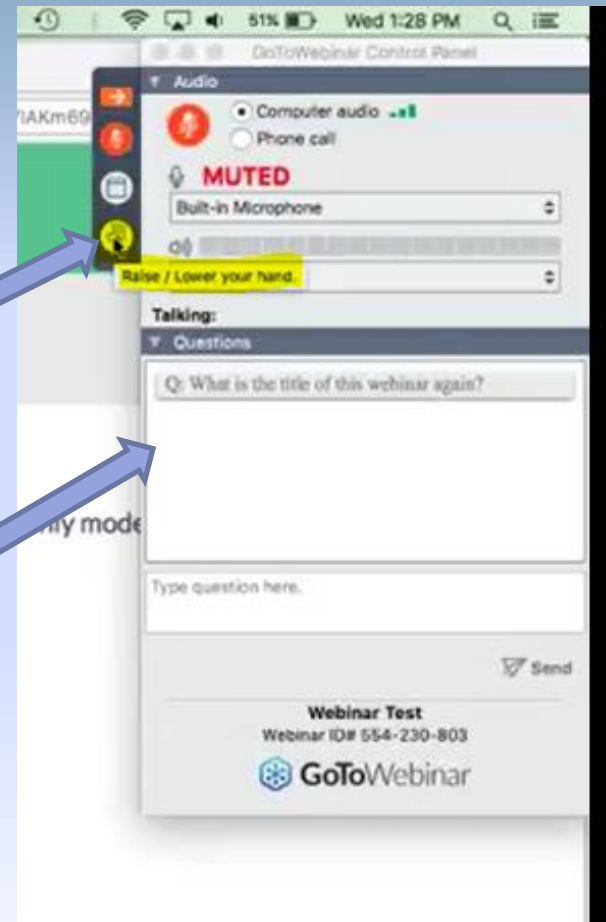 51% Wed 1:28 PM
GoToWebinar Control Panel
Audio
Computer audio
Phone call
MUTED
Built-in Microphone
Raise / Lower your hand.
Talking:
Questions
Q: What is the title of this webinar again?
mode
Type question here.
Send
Webinar Test
Webinar ID# 554-230-803
GoToWebinar